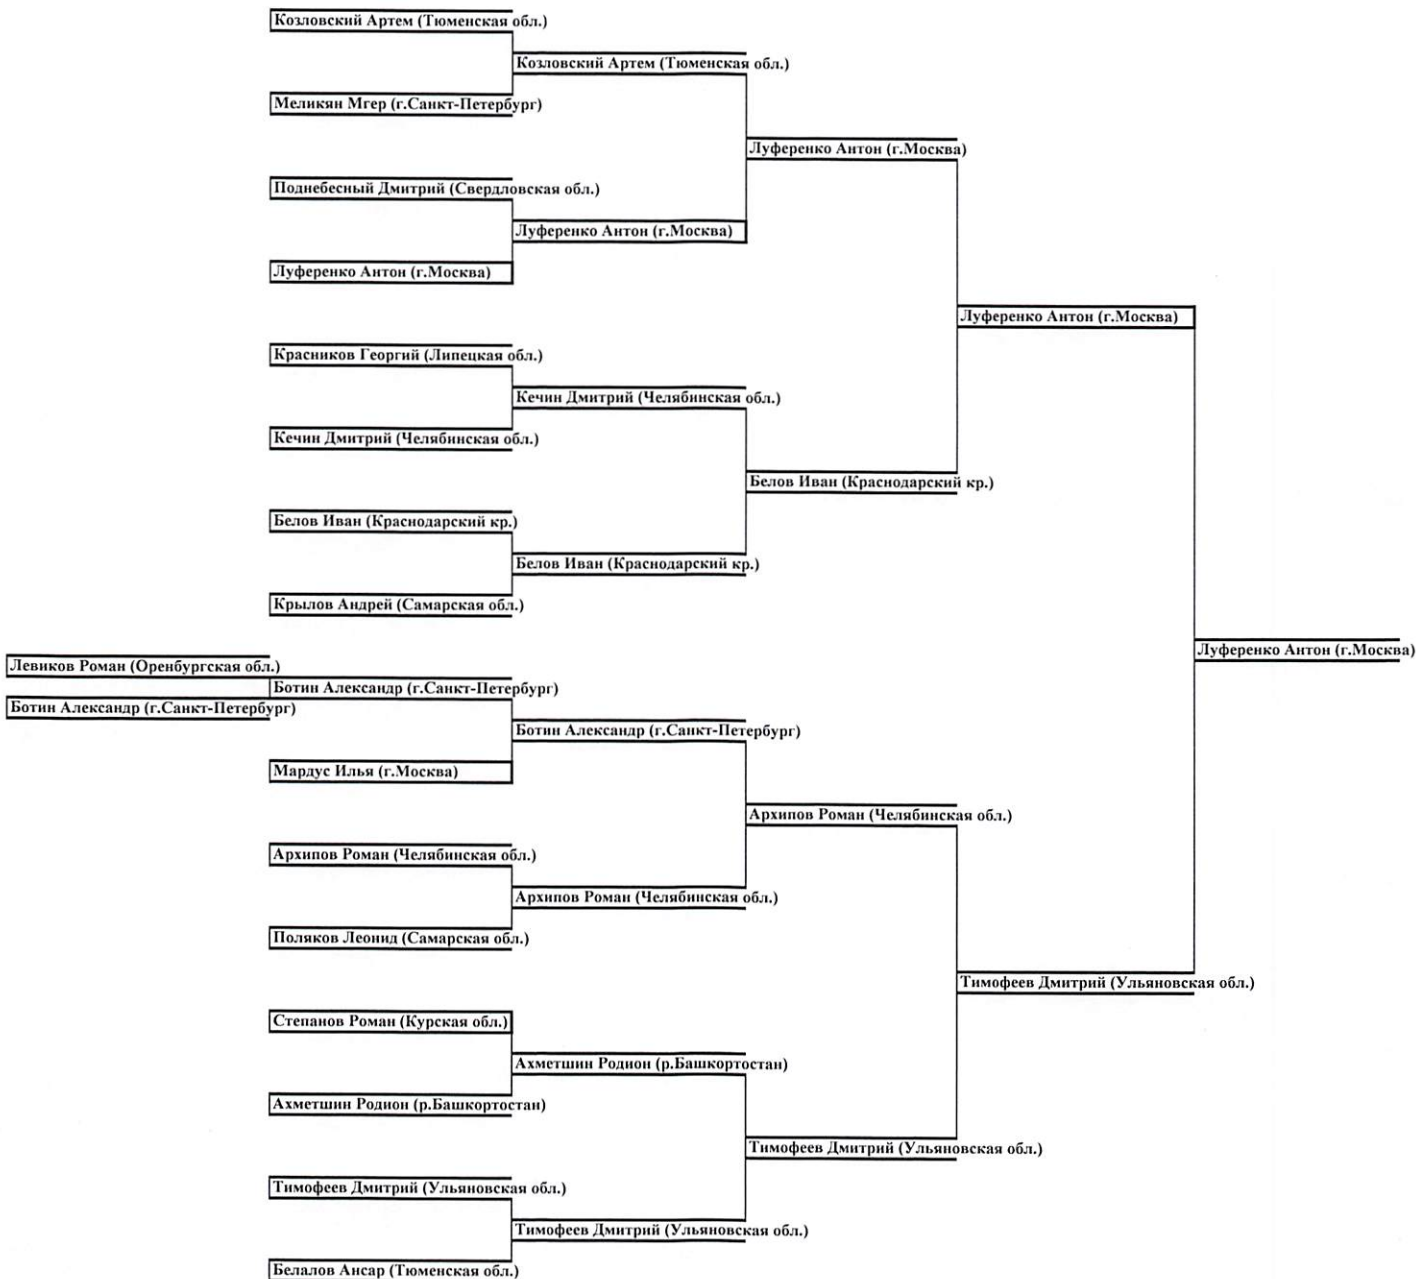 Козловский Артем (Тюменская обл.)
Козловский Артем (Тюменская обл.)
Меликян Мгер (г.Санкт-Петербург)
Луференко Антон (г.Москва)
Поднебесный Дмитрий (Свердловская обл.)
Луференко Антон (г.Москва)
Луференко Антон (г.Москва)
Луференко Антон (г.Москва)
Красников Георгий (Липецкая обл.)
Кечин Дмитрий (Челябинская обл.)
Кечин Дмитрий (Челябинская обл.)
Белов Иван (Краснодарский кр.)
Белов Иван (Краснодарский кр.)
Белов Иван (Краснодарский кр.)
Крылов Андрей (Самарская обл.)
Луференко Антон (г.Москва)
Левиков Роман (Оренбургская обл.)
Ботин Александр (г.Санкт-Петербург)
Ботин Александр (г.Санкт-Петербург)
Ботин Александр (г.Санкт-Петербург)
Мардус Илья (г.Москва)
Архипов Роман (Челябинская обл.)
Архипов Роман (Челябинская обл.)
Архипов Роман (Челябинская обл.)
Поляков Леонид (Самарская обл.)
Тимофеев Дмитрий (Ульяновская обл.)
Степанов Роман (Курская обл.)
Ахметшин Родион (р.Башкортостан)
Ахметшин Родион (р.Башкортостан)
Тимофеев Дмитрий (Ульяновская обл.)
Тимофеев Дмитрий (Ульяновская обл.)
Тимофеев Дмитрий (Ульяновская обл.)
Белалов Ансар (Тюменская обл.)